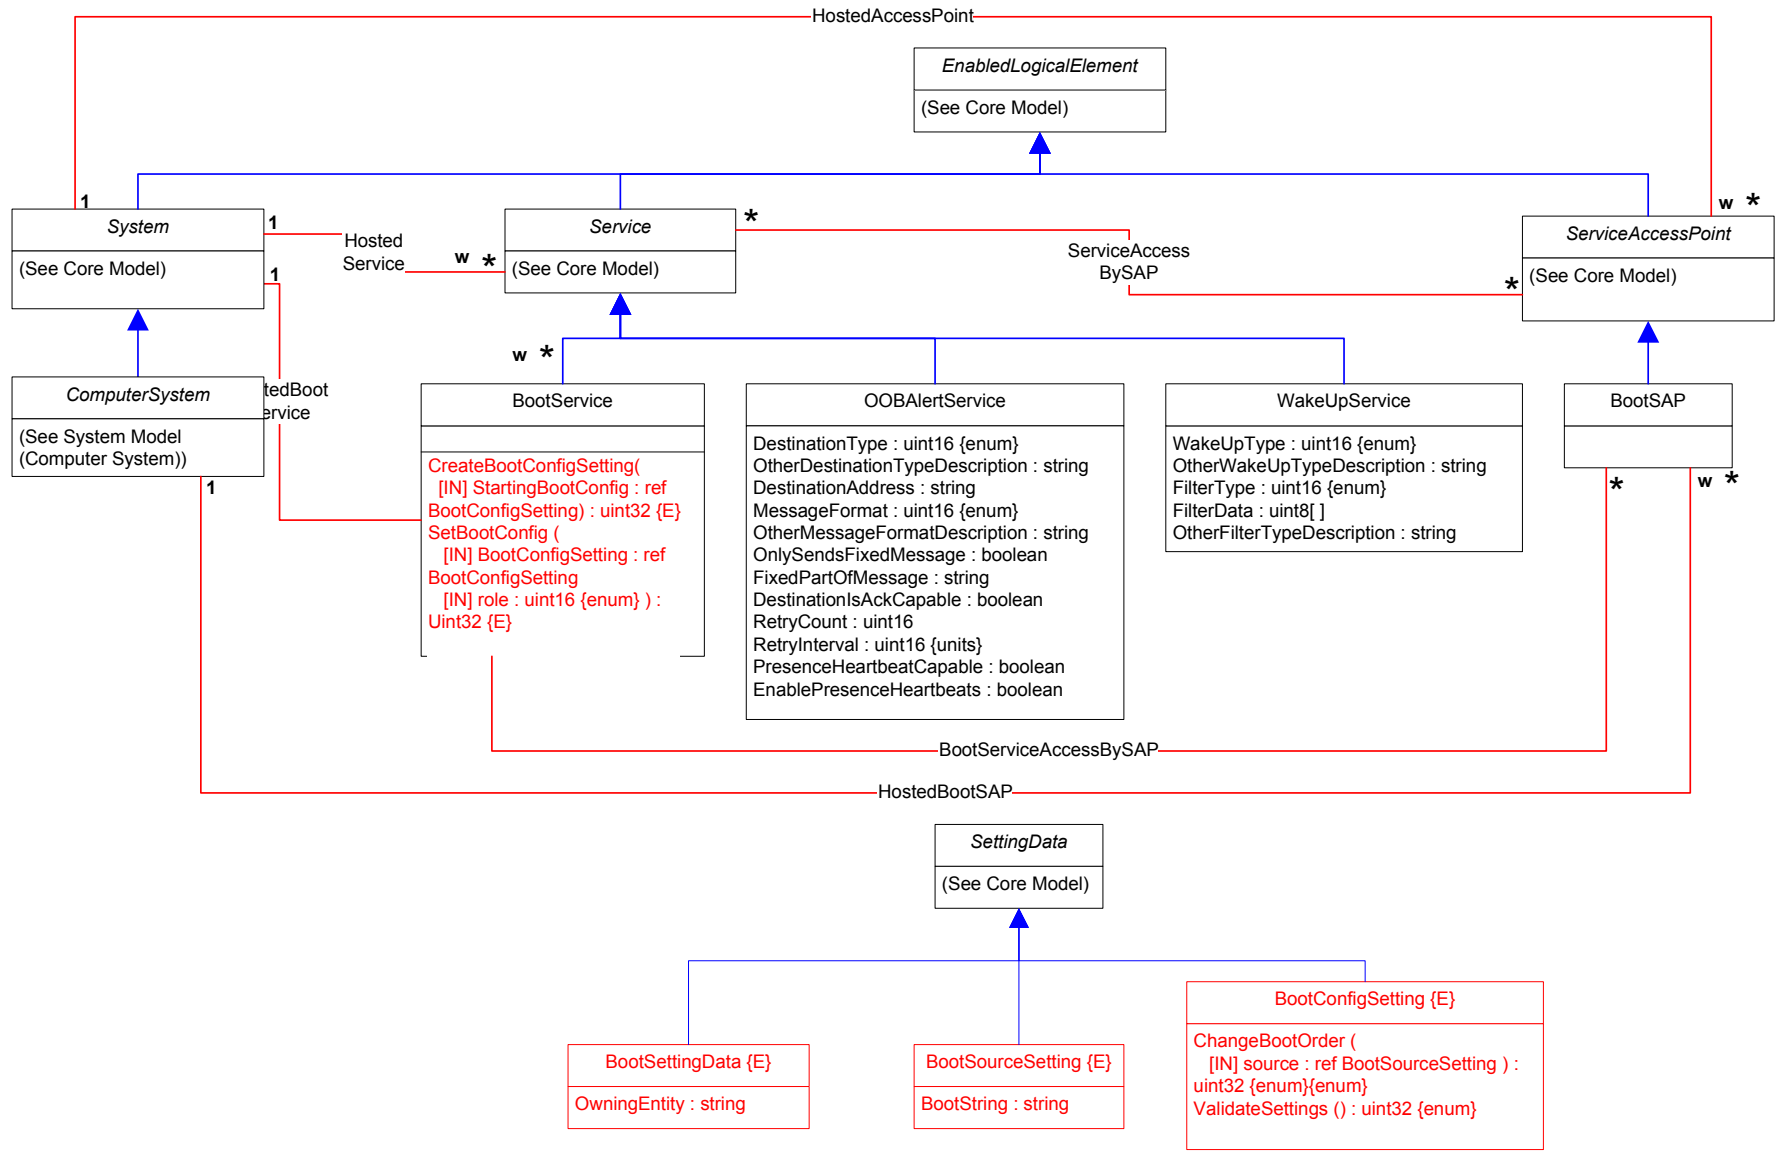 HostedAccessPoint
EnabledLogicalElement
(See Core Model)
1
System
(See Core Model)
1
Hosted
Service
w *
1
Service
(See Core Model)
*
ServiceAccess
BySAP
*
w *
ServiceAccessPoint
(See Core Model)
ComputerSystem
(See System Model
(Computer System))
1
tedBoot
ervice
w *
BootService
CreateBootConfigSetting(
[IN] StartingBootConfig : ref
BootConfigSetting) : uint32 {E}
SetBootConfig (
[IN] BootConfigSetting : ref
BootConfigSetting
[IN] role : uint16 {enum} ) :
Uint32 {E}
OOBAlertService
DestinationType : uint16 {enum}
OtherDestinationTypeDescription : string
DestinationAddress : string
MessageFormat : uint16 {enum}
OtherMessageFormatDescription : string
OnlySendsFixedMessage : boolean
FixedPartOfMessage : string
DestinationIsAckCapable : boolean
RetryCount : uint16
RetryInterval : uint16 {units}
PresenceHeartbeatCapable : boolean
EnablePresenceHeartbeats : boolean
WakeUpService
WakeUpType : uint16 {enum}
OtherWakeUpTypeDescription : string
FilterType : uint16 {enum}
FilterData : uint8[ ]
OtherFilterTypeDescription : string
BootSAP
*
w *
BootServiceAccessBySAP
HostedBootSAP
SettingData
(See Core Model)
BootSettingData {E}
OwningEntity : string
BootSourceSetting {E}
BootString : string
BootConfigSetting {E}
ChangeBootOrder (
[IN] source : ref BootSourceSetting ) :
uint32 {enum}{enum}
ValidateSettings () : uint32 {enum}